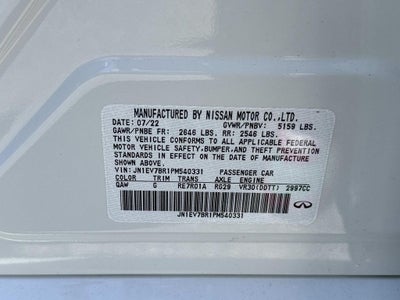 MANUFACTURED BY NISSAN MOTOR CO.,LTD.
DATE: 07/22 GVWR/PNBV: 5159 LBS.
GAWR/PNBE FR: 2646 LBS. RR: 2546 LBS.
THIS VEHICLE CONFORMS TO ALL APPLICABLE FEDERAL
MOTOR VEHICLE SAFETY, BUMPER, AND THEFT PREVENTION
STANDARDS IN EFFECT ON THE DATE OF MANUFACTURE
SHOWN ABOVE.
VIN: JN1EV7BR1PM540331 PASSENGER CAR
COLOR TRIM TRANS AXLE ENGINE
QAW G RE7R01A RG29 VR30(DDTT) 2997CC
JN1EV7BR1PM540331